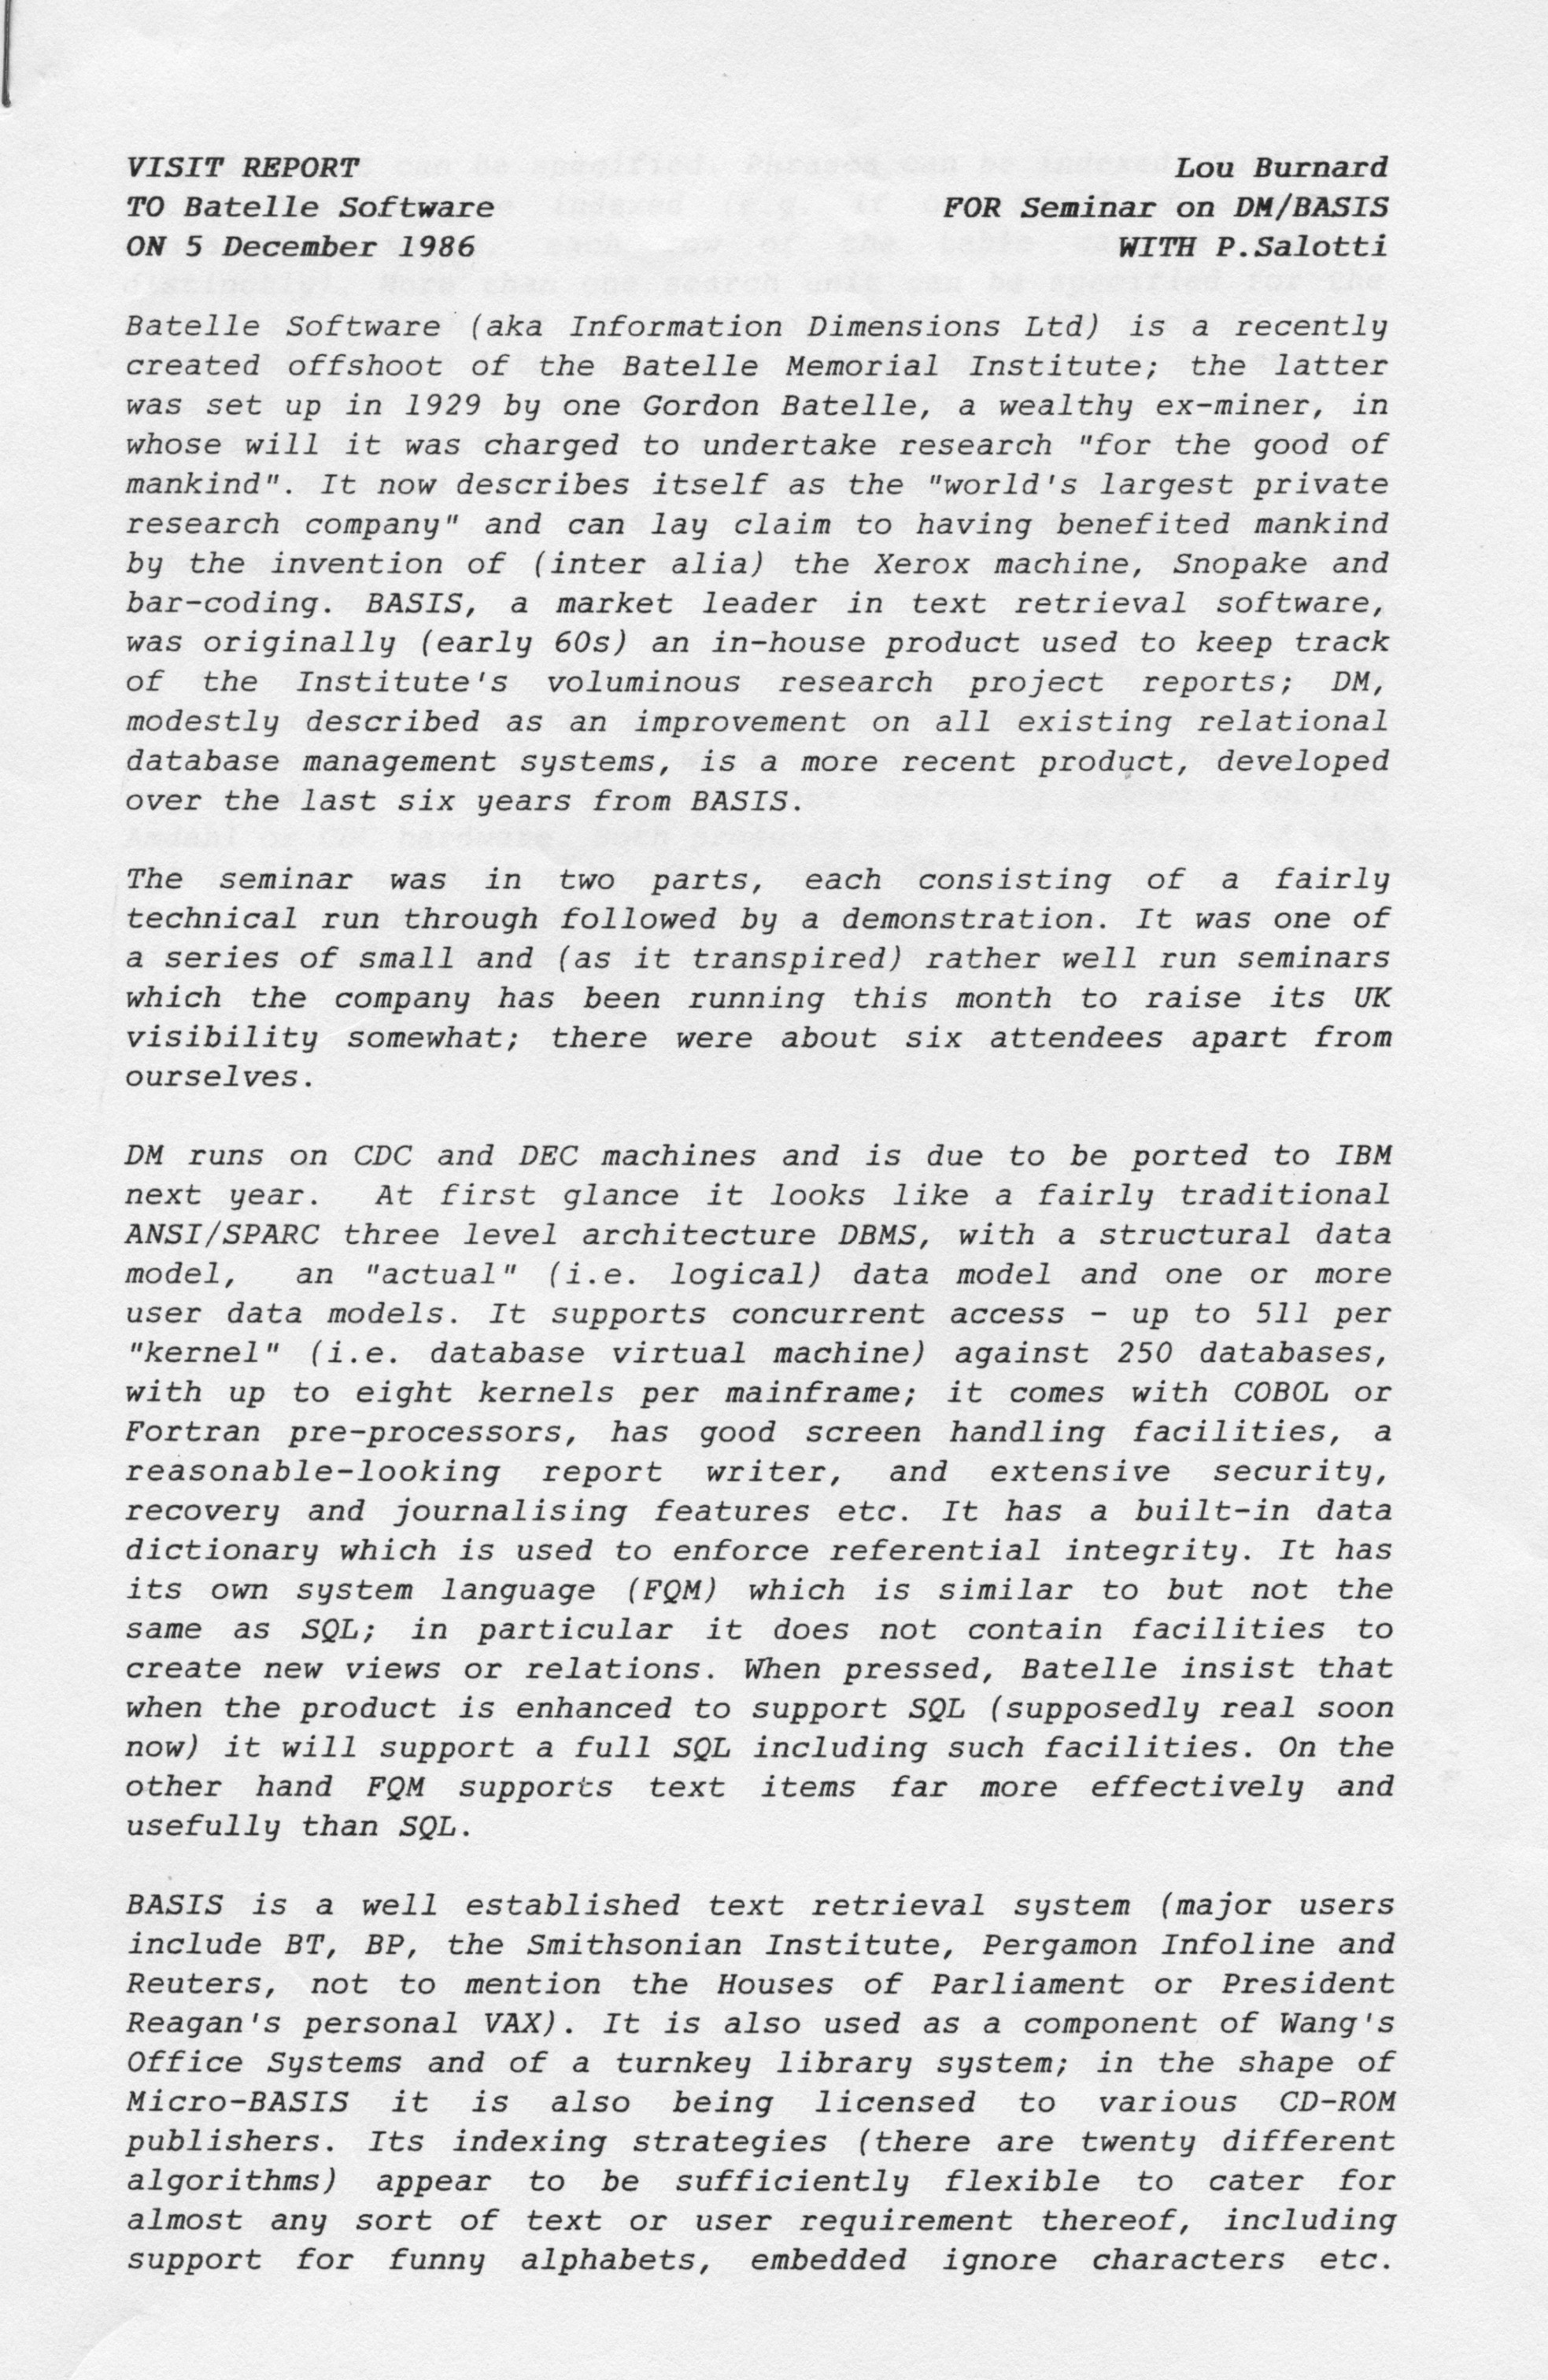 VISIT REPORT Lou Burnard
TO Batelle Software FOR Seminar on DM/BASIS
ON 5 December 1986 WITH P.Salotti
Batelle Software (aka Information Dimensions Ltd) is a recently
created offshoot of the Batelle Memorial Institute; the latter
was set up in 1929 by one Gordon Batelle, a wealthy ex-miner, in
whose will it was charged to undertake research "for the good of
mankind". It now describes itself as the "world's largest private
research company" and can lay claim to having benefited mankind
by the invention of (inter alia) the Xerox machine, Snopake and
bar-coding. BASIS, a market leader in text retrieval software,
was originally (early 60s) an in-house product used to keep track
of the Institute's voluminous research project reports; DM,
modestly described as an improvement on all existing relational
database management systems, is a more recent product, developed
over the last six years from BASIS.
The seminar was in two parts, each consisting of a fairly
technical run through followed by a demonstration. It was one of
a series of small and (as it transpired) rather well run seminars
which the company has been running this month to raise its UK
visibility somewhat; there were about six attendees apart from
ourselves.
DM runs on CDC and DEC machines and is due to be ported to IBM
next year. At first glance it looks like a fairly traditional
ANSI/SPARC three level architecture DBMS, with a structural data
model, an "actual" (i.e. logical) data model and one or more
user data models. It supports concurrent access - up to 511 per
"kernel" (i.e. database virtual machine) against 250 databases,
with up to eight kernels per mainframe; it comes with COBOL or
Fortran pre-processors, has good screen handling facilities, a
reasonable-looking report writer, and extensive security,
recovery and journalising features etc. It has a built-in data
dictionary which is used to enforce referential integrity. It has
its own system language (FQM) which is similar to but not the
same as SQL; in particular it does not contain facilities to
create new views or relations. When pressed, Batelle insist that
when the product is enhanced to support SQL (supposedly real soon
now) it will support a full SQL including such facilities. On the
other hand FQM supports text items far more effectively and
usefully than SQL.
BASIS is a well established text retrieval system (major users
include BT, BP, the Smithsonian Institute, Pergamon Infoline and
Reuters, not to mention the Houses of Parliament or President
Reagan's personal VAX). It is also used as a component of Wang's
Office Systems and of a turnkey library system; in the shape of
Micro-BASIS it is also being licensed to various CD-ROM
publishers. Its indexing strategies (there are twenty different
algorithms) appear to be sufficiently flexible to cater for
almost any sort of text or user requirement thereof, including
support for funny alphabets, embedded ignore characters etc.